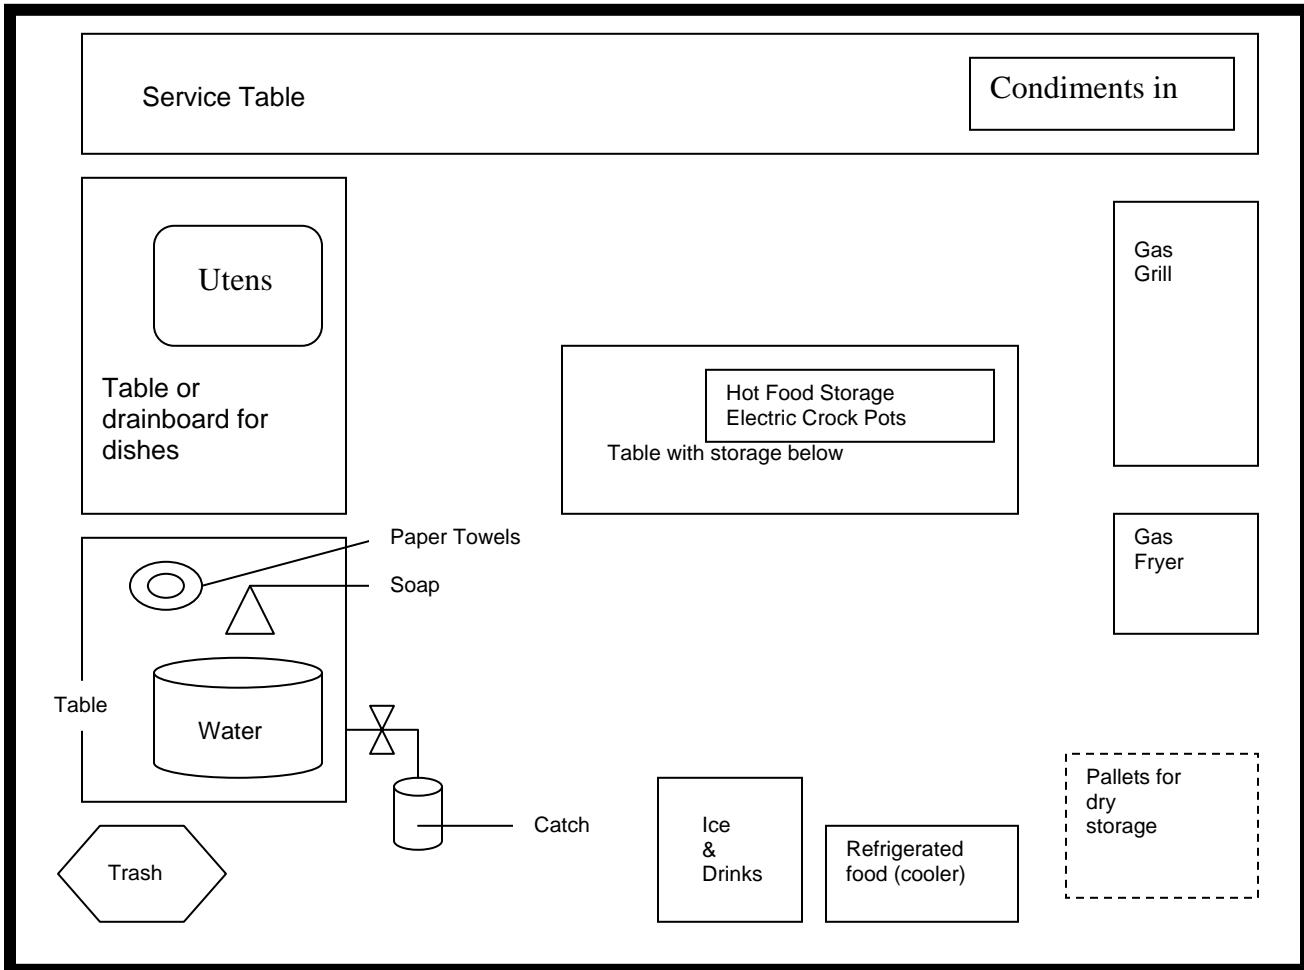 Service Table
Condiments in
Utens
Table or
drainboard for
dishes
Gas
Grill
Hot Food Storage
Electric Crock Pots
Table with storage below
Paper Towels
Soap
Gas
Fryer
Table
Water
Catch
Trash
Ice
&
Drinks
Refrigerated
food (cooler)
Pallets for
dry
storage